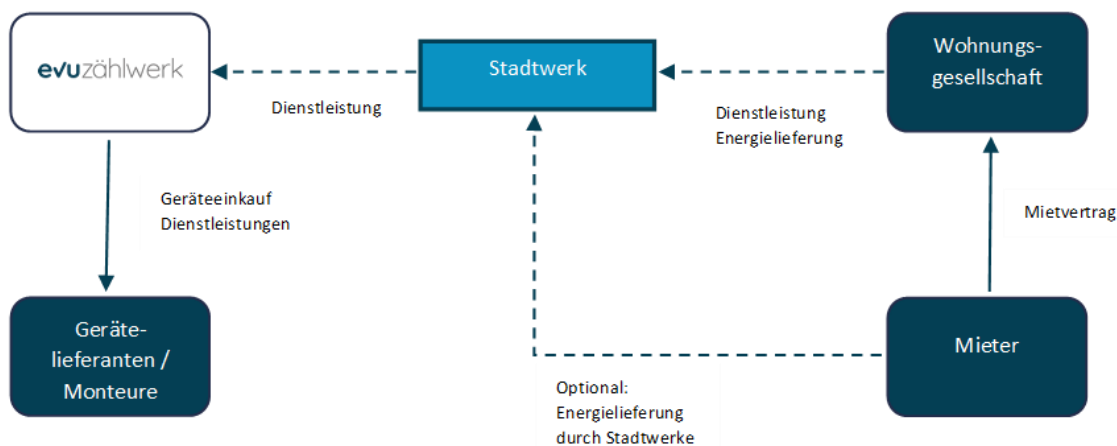 evuzählwerk
Stadtwerk
Wohnungs-
gesellschaft
Dienstleistung
Dienstleistung
Energielieferung
Geräteeinkauf
Dienstleistungen
Mietvertrag
Geräte-
lieferanten /
Monteure
Mieter
Optional:
Energielieferung
durch Stadtwerke